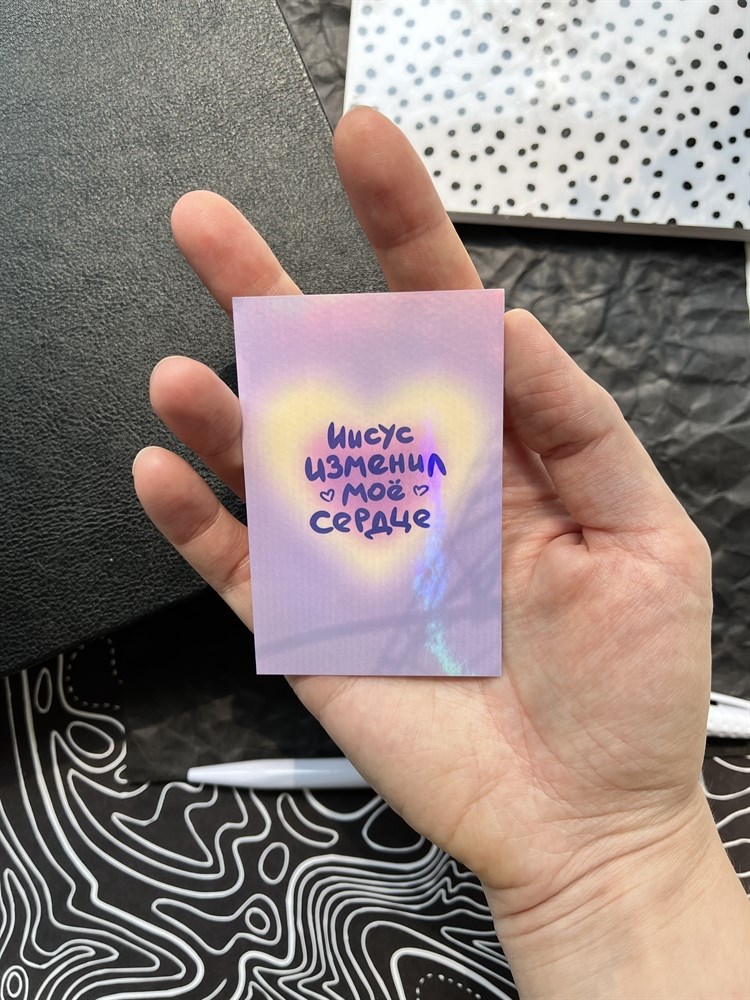 Иисус
изменил
моё
сердце